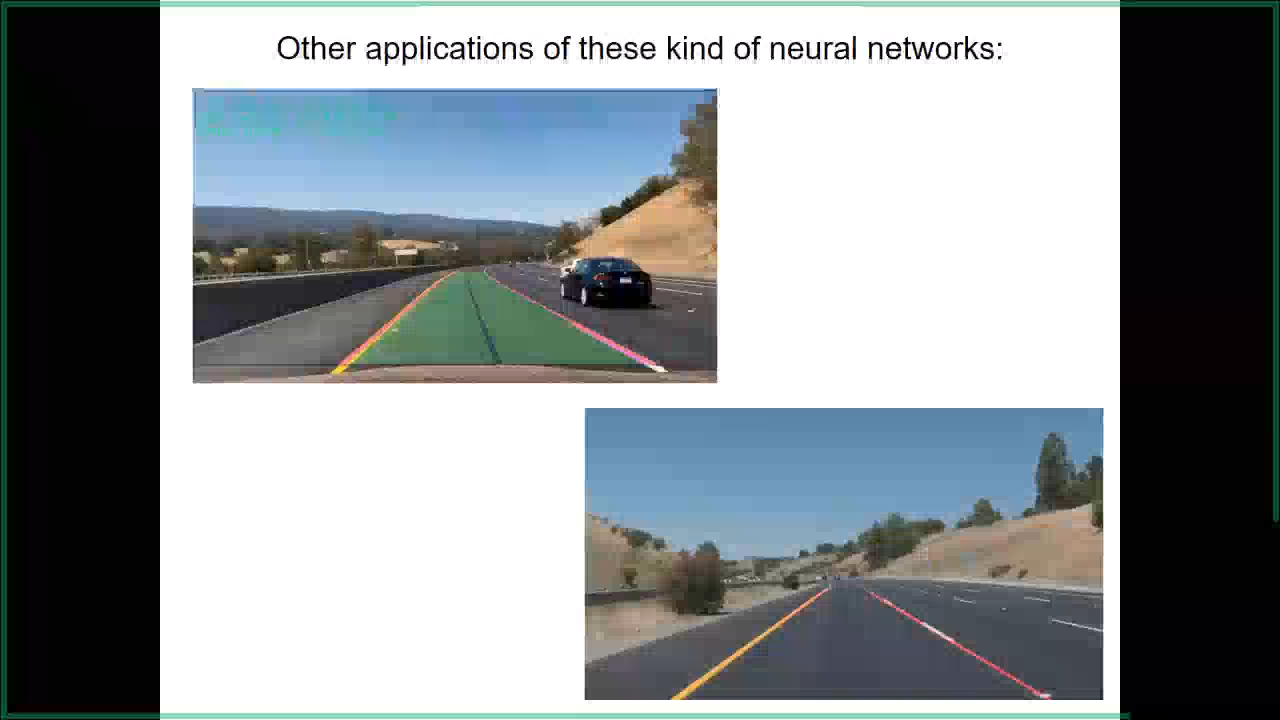 Other applications of these kind of neural networks: